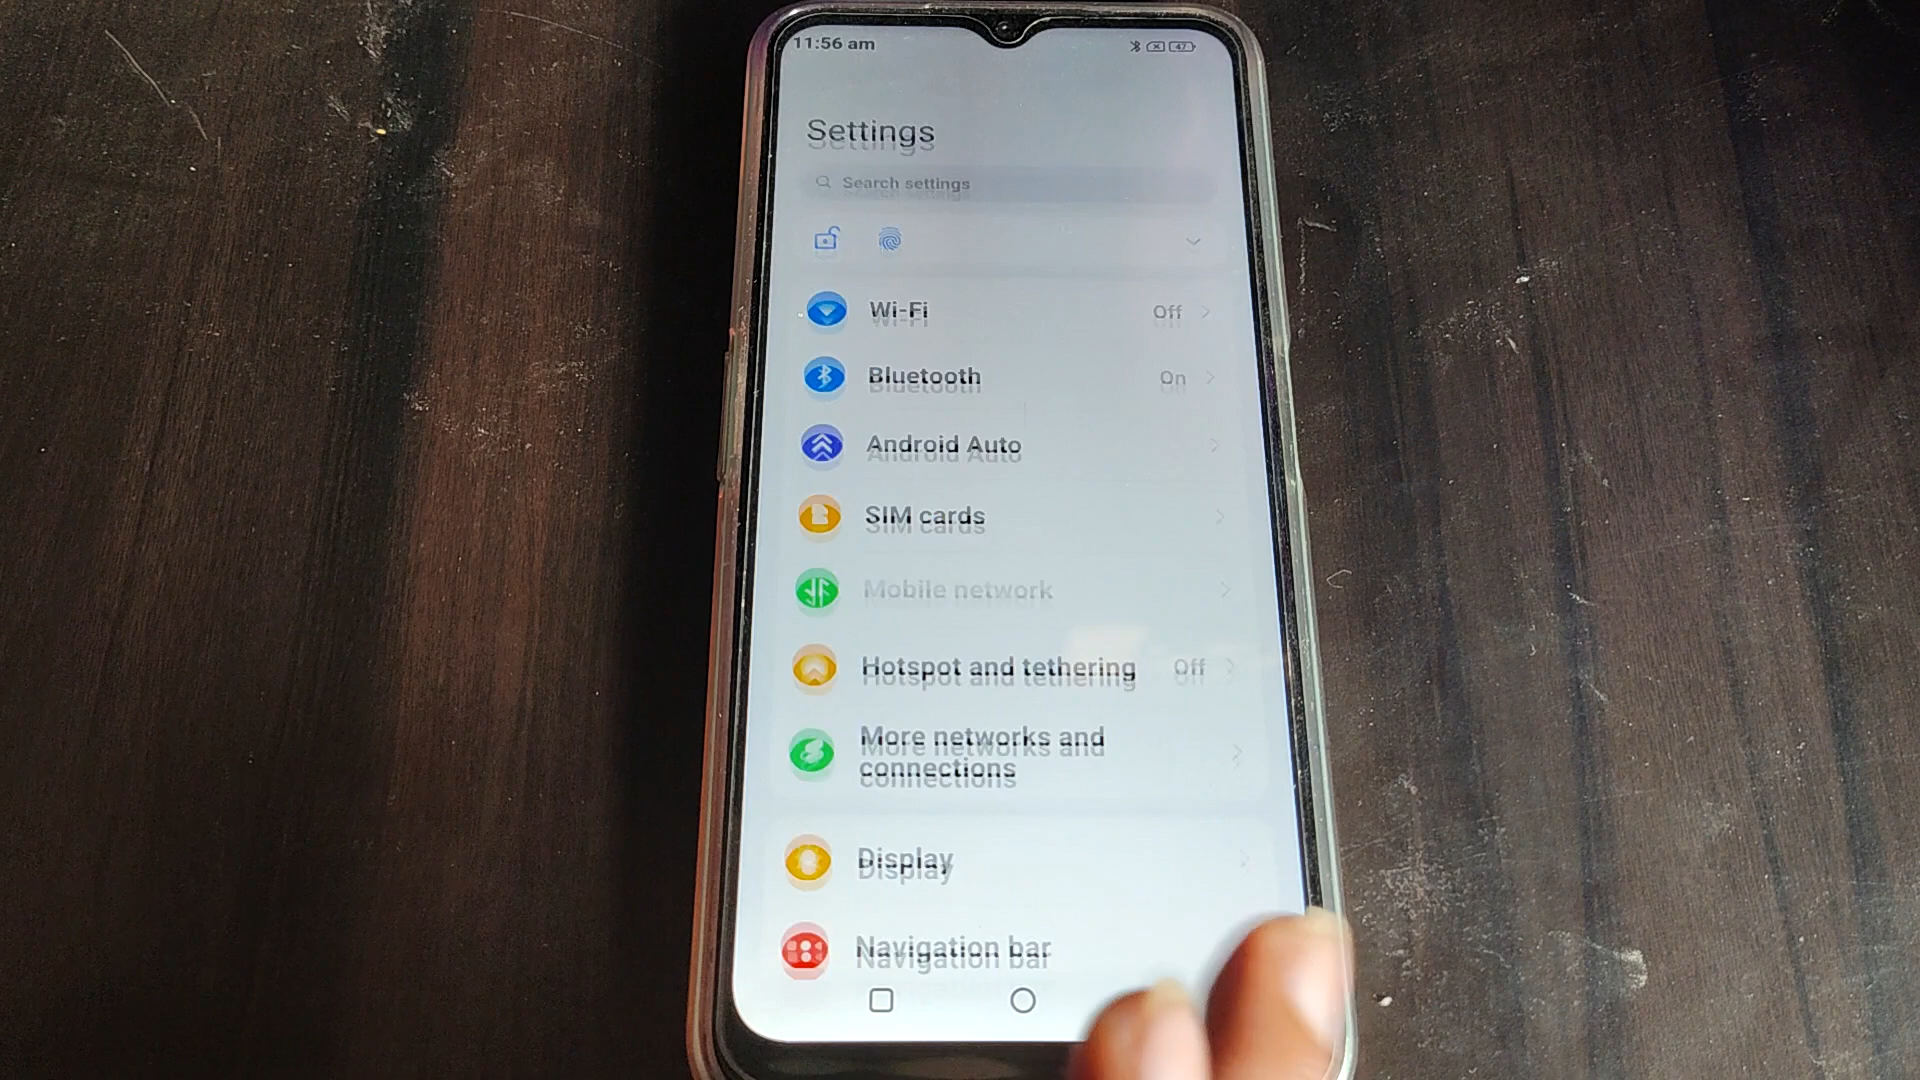 11:56 am
47
Settings
Search settings
Wi-Fi
Off
Bluetooth
On
Android Auto
SIM cards
Mobile network
Hotspot and tethering
Off
More networks and
connections
Display
Navigation bar